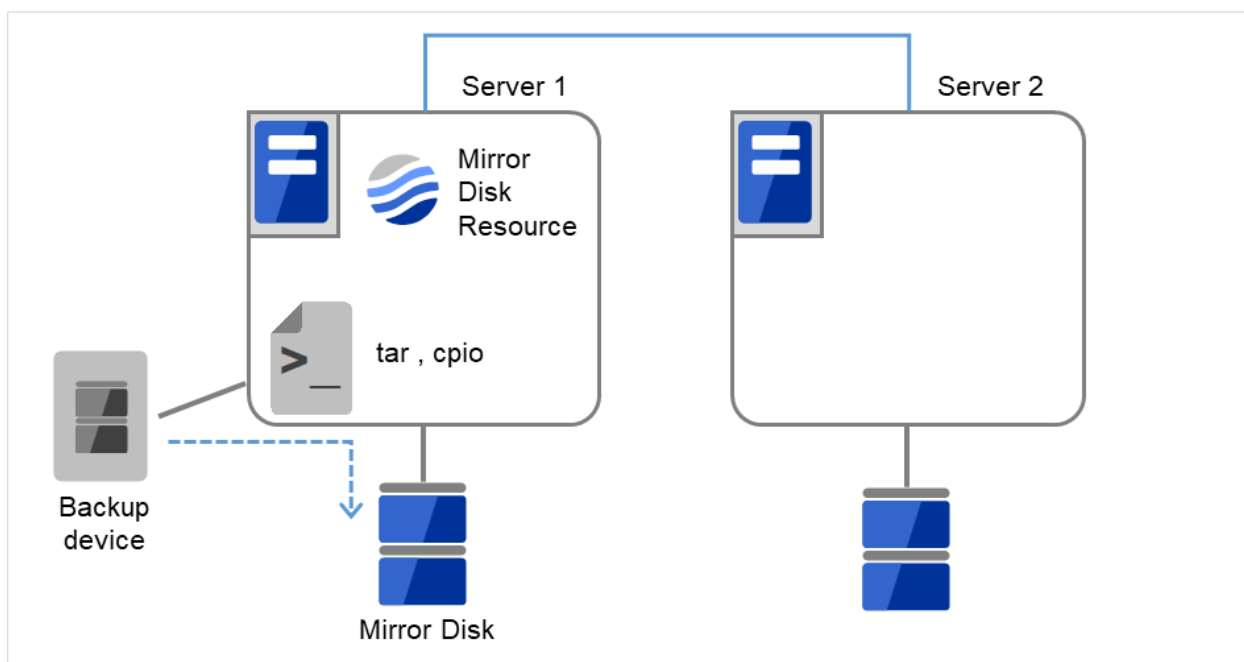 Server 1
Server 2
Mirror
Disk
Resource
>_
tar , cpio
Backup
device
Mirror Disk